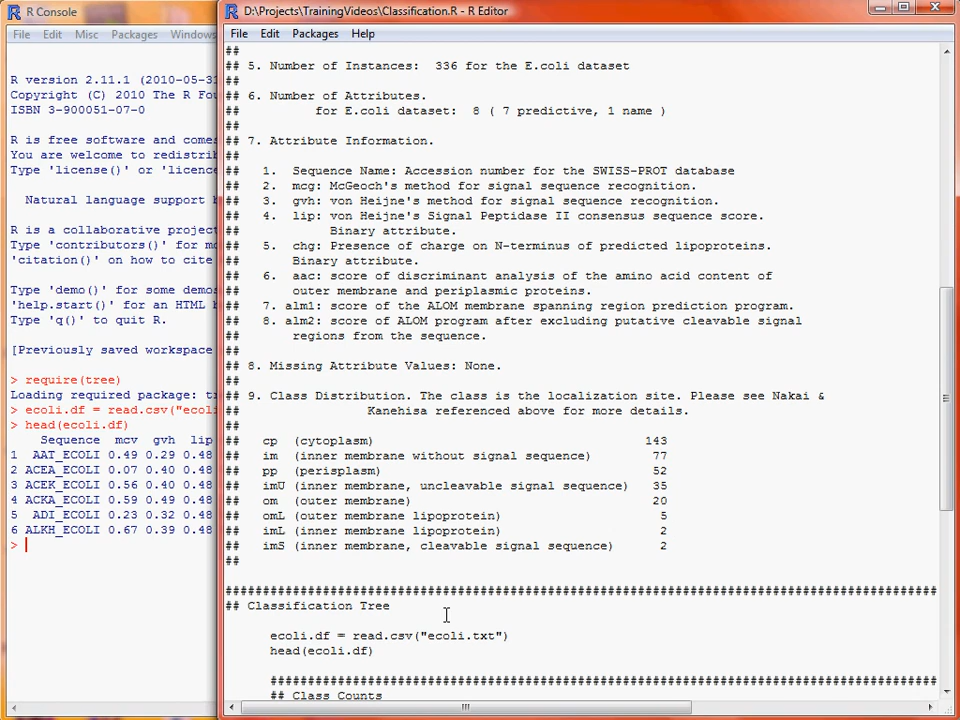 R Console
File Edit Misc Packages Windows
R version 2.11.1 (2010-05-31
Copyright (C) 2010 The R Fou
ISBN 3-900051-07-0
R is free software and comes
You are welcome to redistrib
Type 'license()' or 'licence
Natural language support b
R is a collaborative project
Type 'contributors()' for mo
'citation()' on how to cite
Type 'demo()' for some demos
'help.start()' for an HTML b
Type 'q()' to quit R.
[Previously saved workspace
> require(tree)
Loading required package: tr
> ecoli.df = read.csv("ecoli
> head(ecoli.df)
Sequence mcv gvh lip
1 AAT_ECOLI 0.49 0.29 0.48
2 ACEA_ECOLI 0.07 0.40 0.48
3 ACEK_ECOLI 0.56 0.40 0.48
4 ACKA_ECOLI 0.59 0.49 0.48
5 ADI_ECOLI 0.23 0.32 0.48
6 ALKH_ECOLI 0.67 0.39 0.48
>
D:\Projects\TrainingVideos\Classification.R - R Editor
File Edit Packages Help
##
## 5. Number of Instances: 336 for the E.coli dataset
##
## 6. Number of Attributes.
## for E.coli dataset: 8 ( 7 predictive, 1 name )
##
## 7. Attribute Information.
##
## 1. Sequence Name: Accession number for the SWISS-PROT database
## 2. mcg: McGeoch's method for signal sequence recognition.
## 3. gvh: von Heijne's method for signal sequence recognition.
## 4. lip: von Heijne's Signal Peptidase II consensus sequence score.
## Binary attribute.
## 5. chg: Presence of charge on N-terminus of predicted lipoproteins.
## Binary attribute.
## 6. aac: score of discriminant analysis of the amino acid content of
## outer membrane and periplasmic proteins.
## 7. alm1: score of the ALOM membrane spanning region prediction program.
## 8. alm2: score of ALOM program after excluding putative cleavable signal
## regions from the sequence.
##
## 8. Missing Attribute Values: None.
##
## 9. Class Distribution. The class is the localization site. Please see Nakai &
## Kanehisa referenced above for more details.
##
## cp (cytoplasm) 143
## im (inner membrane without signal sequence) 77
## pp (perisplasm) 52
## imU (inner membrane, uncleavable signal sequence) 35
## om (outer membrane) 20
## omL (outer membrane lipoprotein) 5
## imL (inner membrane lipoprotein) 2
## imS (inner membrane, cleavable signal sequence) 2
##
###############################################################################################
## Classification Tree
ecoli.df = read.csv("ecoli.txt")
head(ecoli.df)
#########################################################################################
## Class Counts